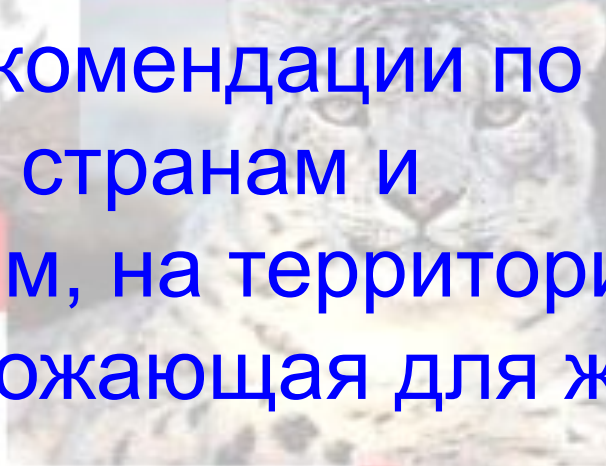 комендации по
странам и
м, на территори
ожающая для ж